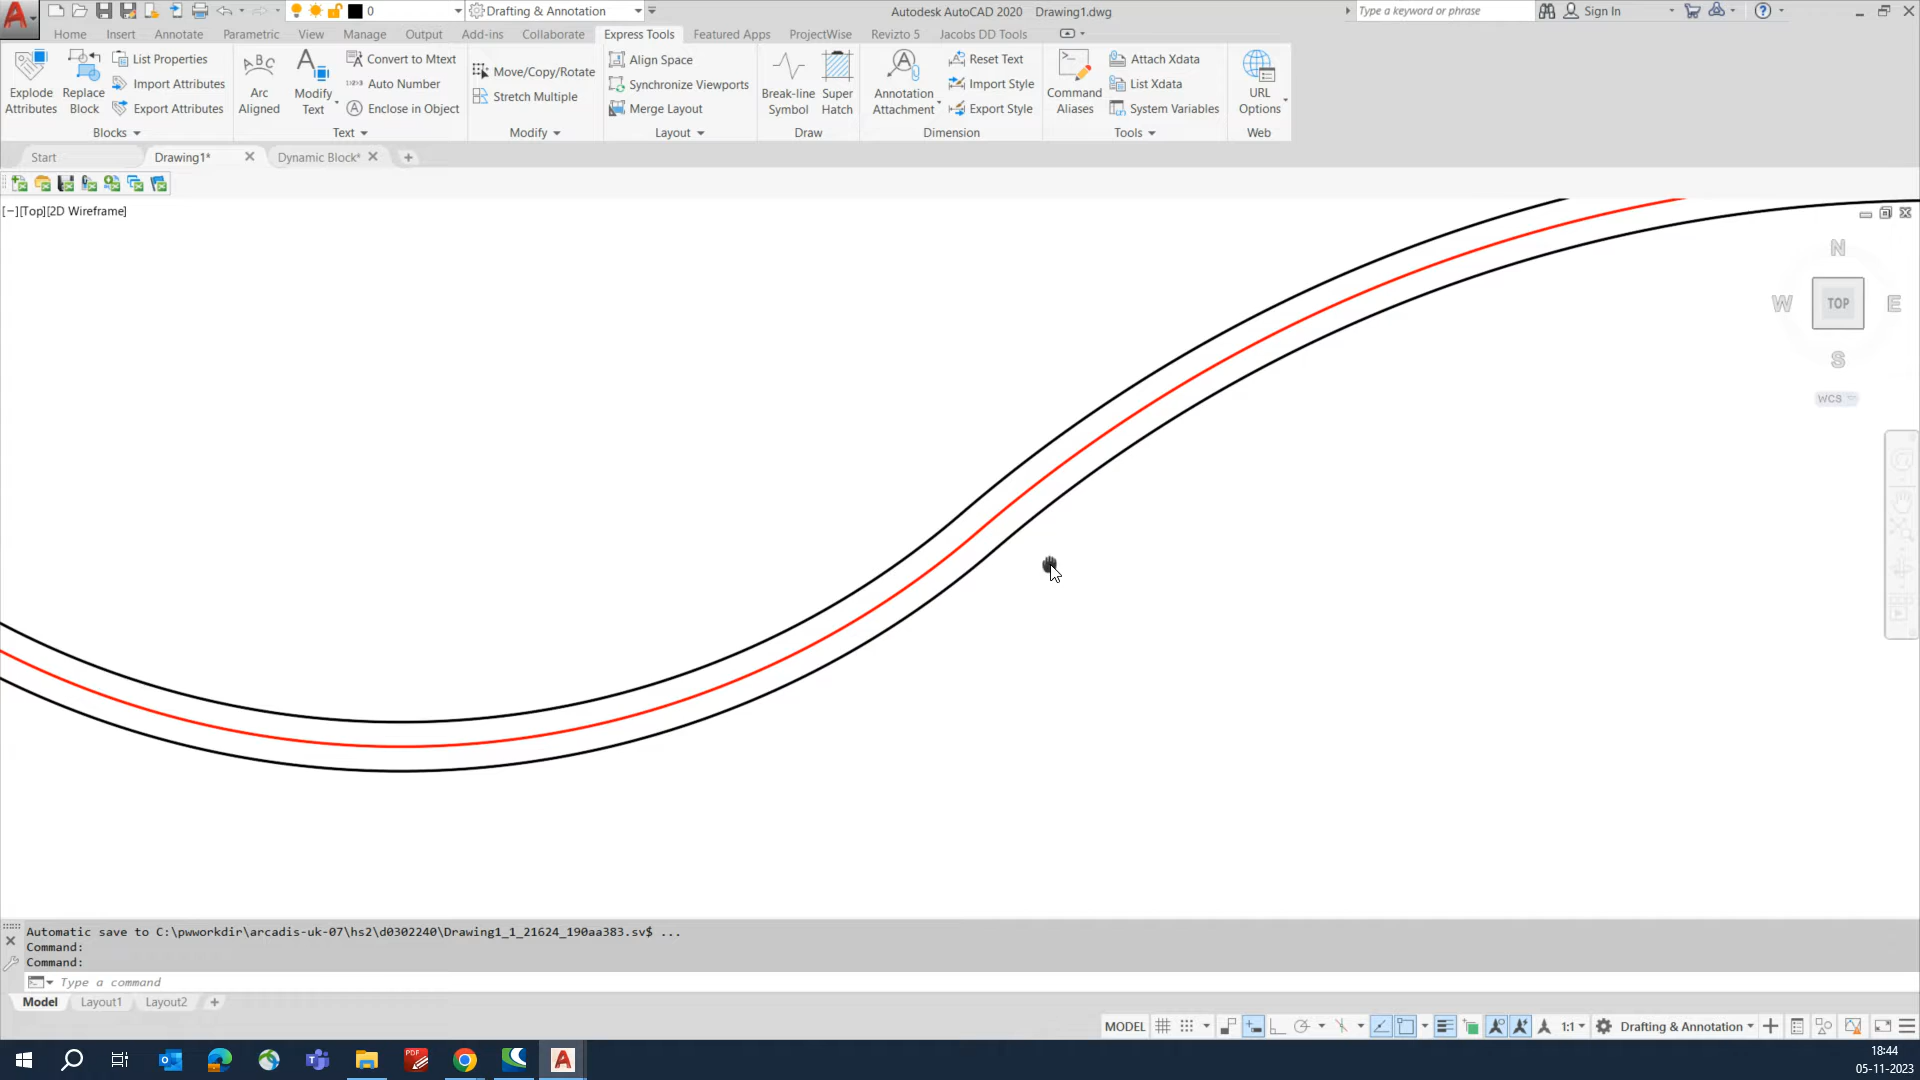 0
Drafting & Annotation
Autodesk AutoCAD 2020 Drawing1.dwg
Type a keyword or phrase
Sign In
Home Insert Annotate Parametric View Manage Output Add-ins Collaborate Express Tools Featured Apps ProjectWise Revizto 5 Jacobs DD Tools
Explode Attributes
Replace Block
List Properties
Import Attributes
Export Attributes
Blocks
Arc Aligned
Modify Text
Convert to Mtext
Auto Number
Enclose in Object
Text
Move/Copy/Rotate
Stretch Multiple
Modify
Align Space
Synchronize Viewports
Merge Layout
Layout
Break-line Symbol
Super Hatch
Draw
Annotation Attachment
Reset Text
Import Style
Export Style
Dimension
Command Aliases
Attach Xdata
List Xdata
System Variables
Tools
URL Options
Web
Start Drawing1* Dynamic Block*
[−][Top][2D Wireframe]
N
W TOP E
S
WCS
Automatic save to C:\pwworkdir\arcadis-uk-07\hs2\d0302240\Drawing1_1_21624_190aa383.sv$ ...
Command:
Command:
Type a command
Model Layout1 Layout2
MODEL 1:1 Drafting & Annotation
18:44
05-11-2023